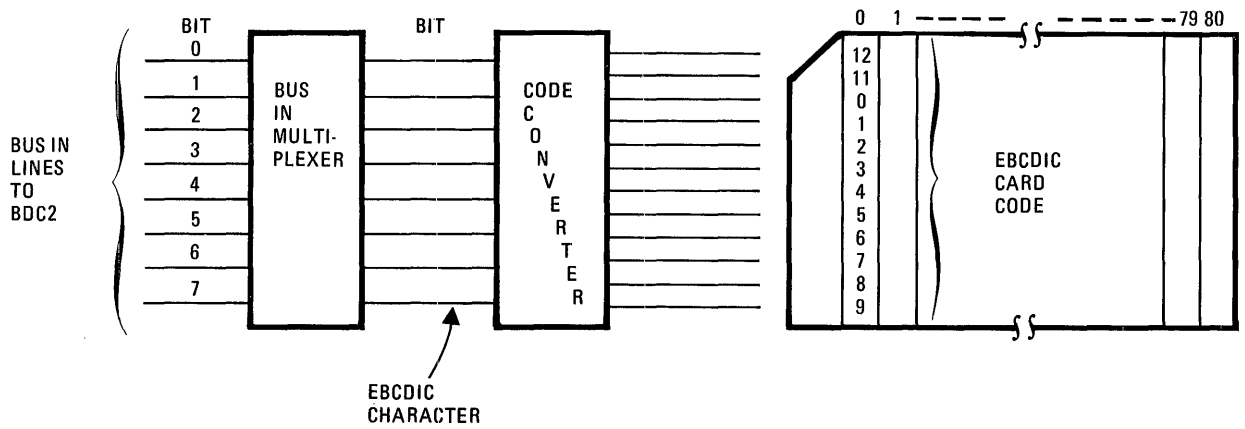 BUS IN
LINES
TO
BDC2
BIT
0
1
2
3
4
5
6
7
BUS
IN
MULTI-
PLEXER
BIT
EBCDIC
CHARACTER
CODE
C
O
N
V
E
R
T
E
R
0 1 79 80
12
11
0
1
2
3
4
5
6
7
8
9
EBCDIC
CARD
CODE